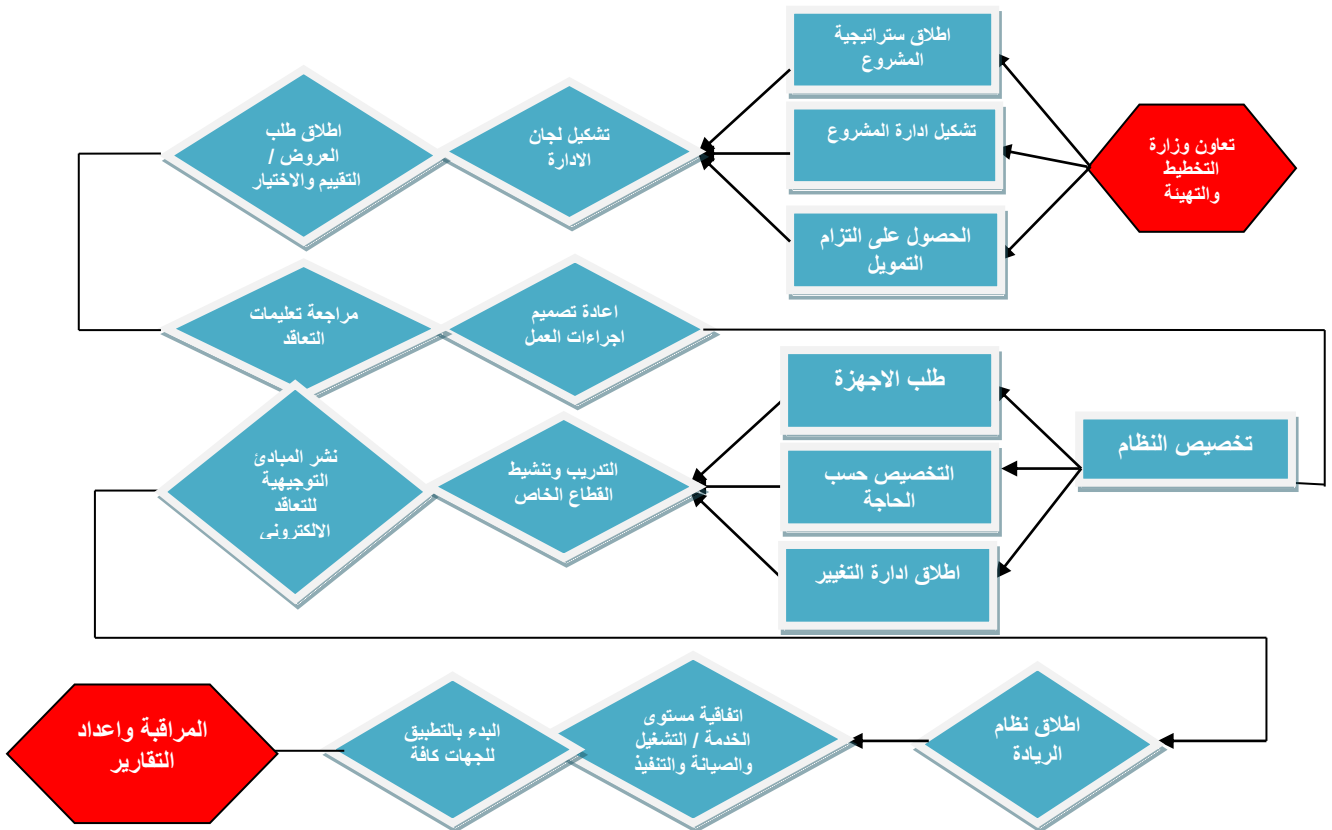 تعاون وزارة
التخطيط
والتهيئة
اطلاق ستراتيجية
المشروع
تشكيل ادارة المشروع
الحصول على التزام
التمويل
تشكيل لجان
الادارة
اطلاق طلب
العروض /
التقييم والاختيار
مراجعة تعليمات
التعاقد
اعادة تصميم
اجراءات العمل
تخصيص النظام
طلب الاجهزة
التخصيص حسب
الحاجة
اطلاق ادارة التغيير
التدريب وتنشيط
القطاع الخاص
نشر المبادئ
التوجيهية
للتعاقد
الالكتروني
اطلاق نظام
الريادة
اتفاقية مستوى
الخدمة / التشغيل
والصيانة والتنفيذ
البدء بالتطبيق
للجهات كافة
المراقبة واعداد
التقارير